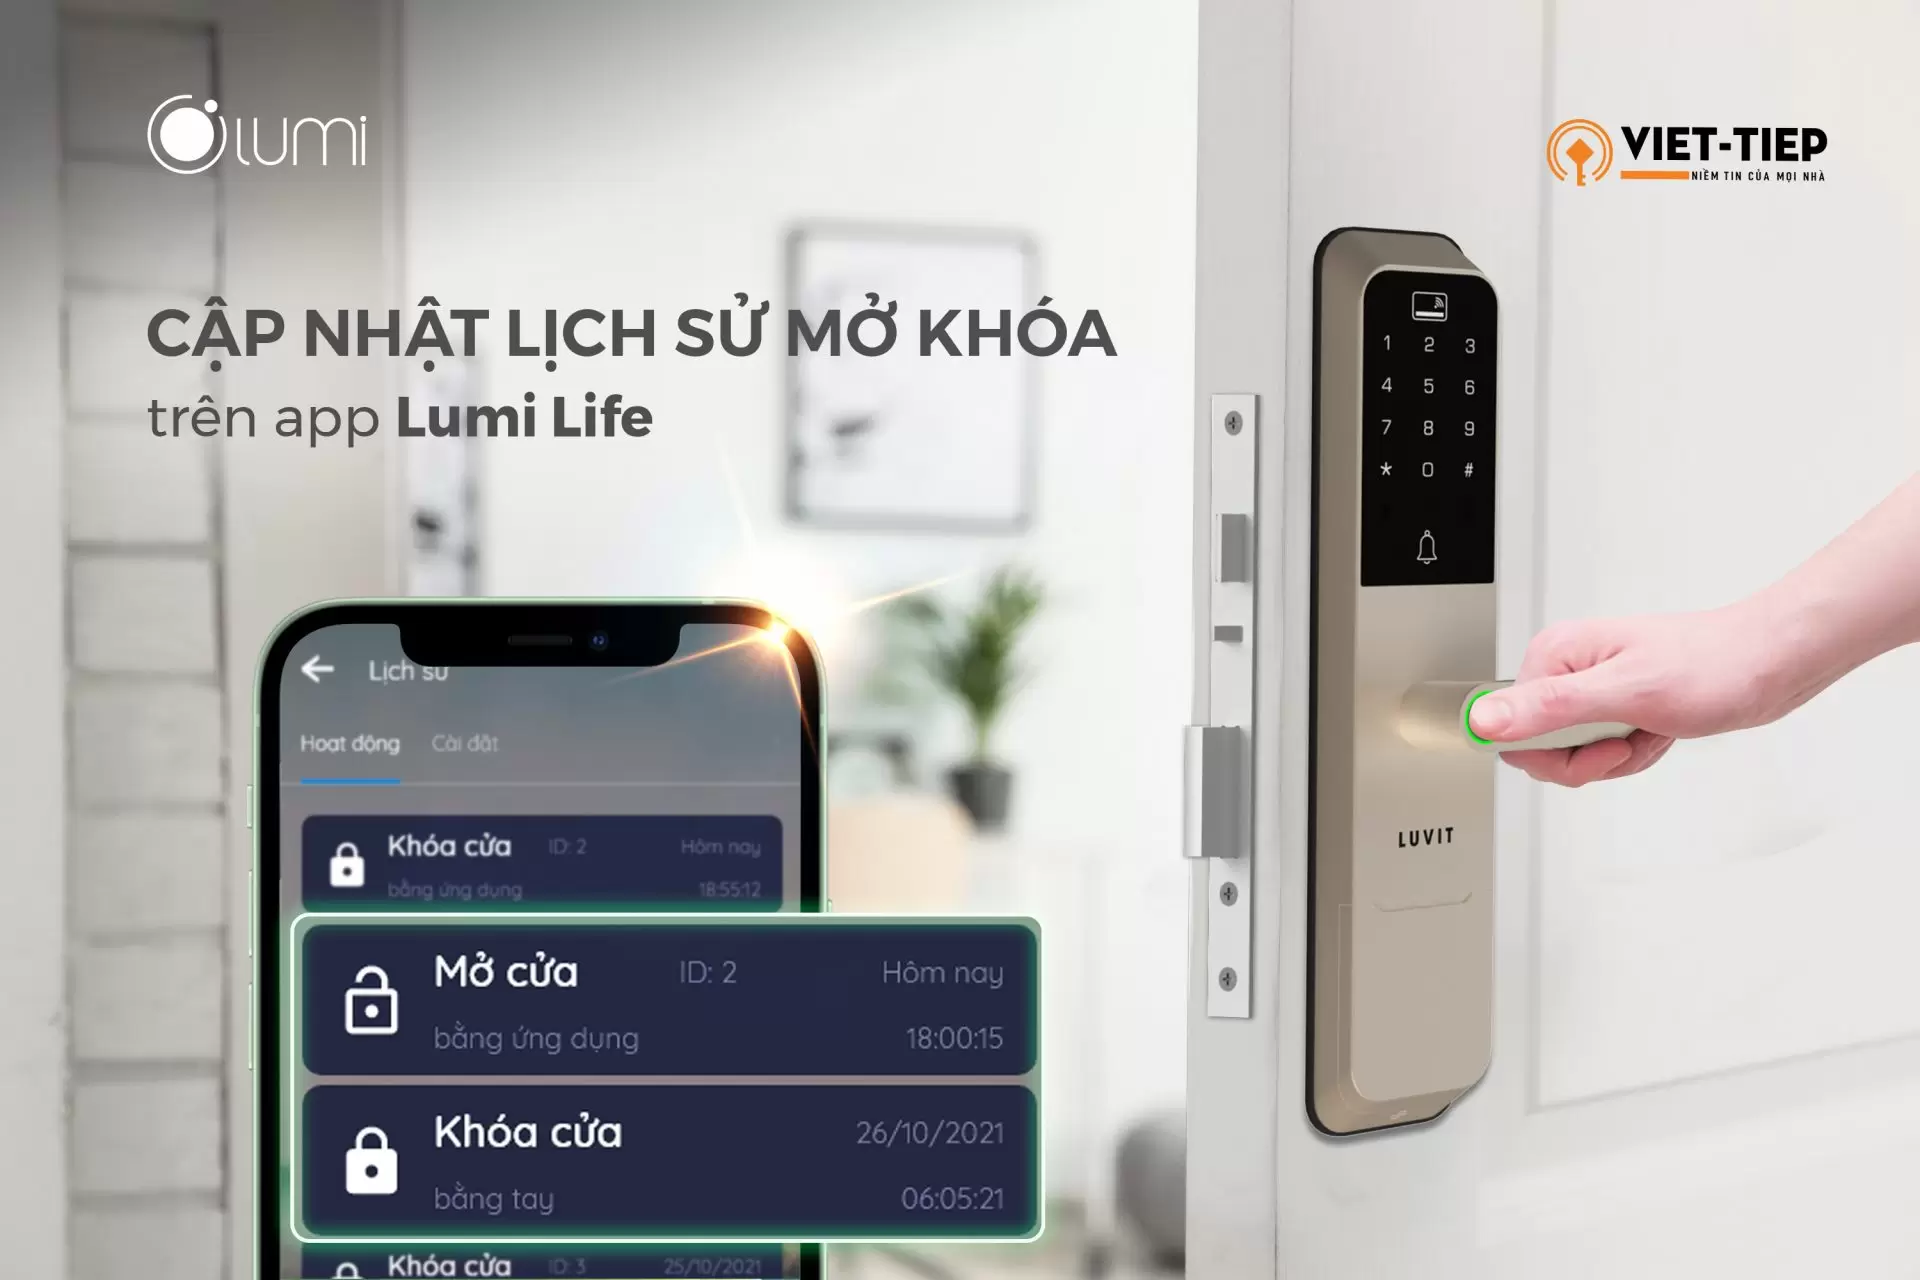 lumi
VIET-TIEP
NIỀM TIN CỦA MỌI NHÀ
CẬP NHẬT LỊCH SỬ MỞ KHÓA
trên app Lumi Life
1 2 3
4 5 6
7 8 9
* 0 #
LUVIT
Lịch sử
Hoạt động Cài đặt
Khóa cửa ID: 2 Hôm nay
bằng ứng dụng 18:55:12
Mở cửa ID: 2 Hôm nay
bằng ứng dụng 18:00:15
Khóa cửa 26/10/2021
bằng tay 06:05:21
Khóa cửa ID: 3 25/10/2021